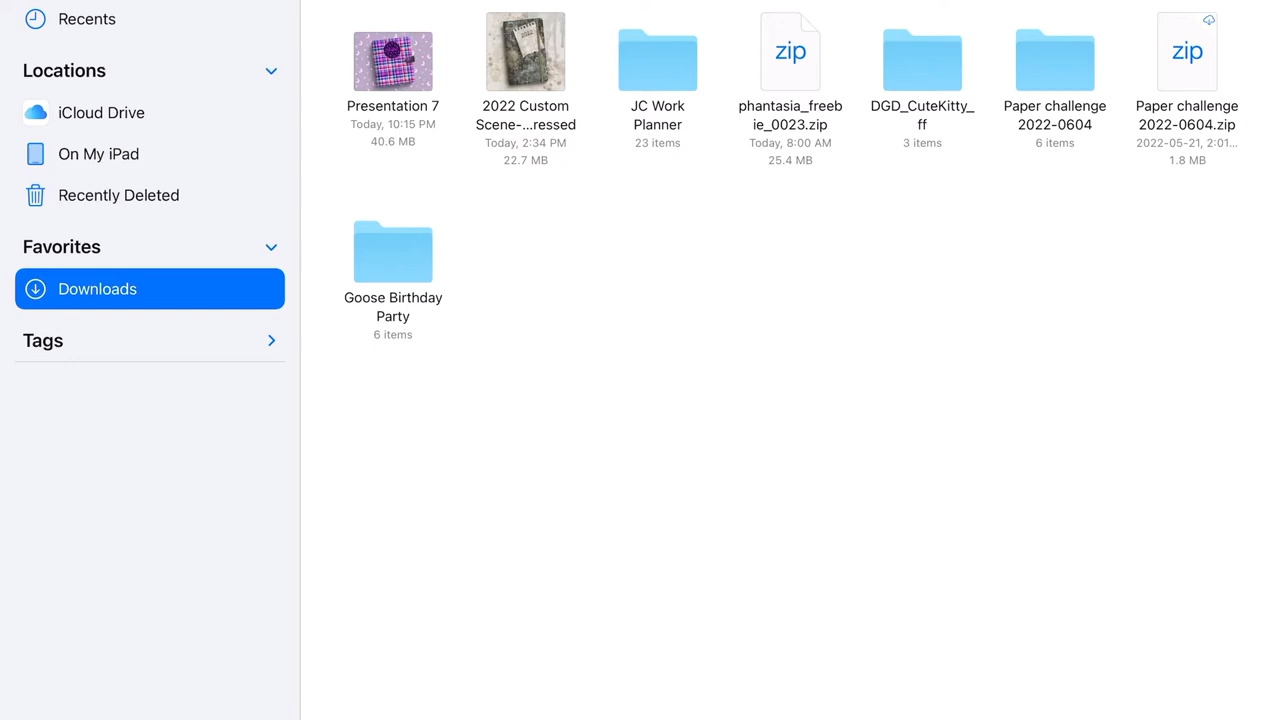 Recents
Locations
iCloud Drive
On My iPad
Recently Deleted
Favorites
Downloads
Tags
Presentation 7
Today, 10:15 PM
40.6 MB
2022 Custom
Scene-...ressed
Today, 2:34 PM
22.7 MB
JC Work
Planner
23 items
zip
phantasia_freeb
ie_0023.zip
Today, 8:00 AM
25.4 MB
DGD_CuteKitty_
ff
3 items
Paper challenge
2022-0604
6 items
zip
Paper challenge
2022-0604.zip
2022-05-21, 2:01...
1.8 MB
Goose Birthday
Party
6 items